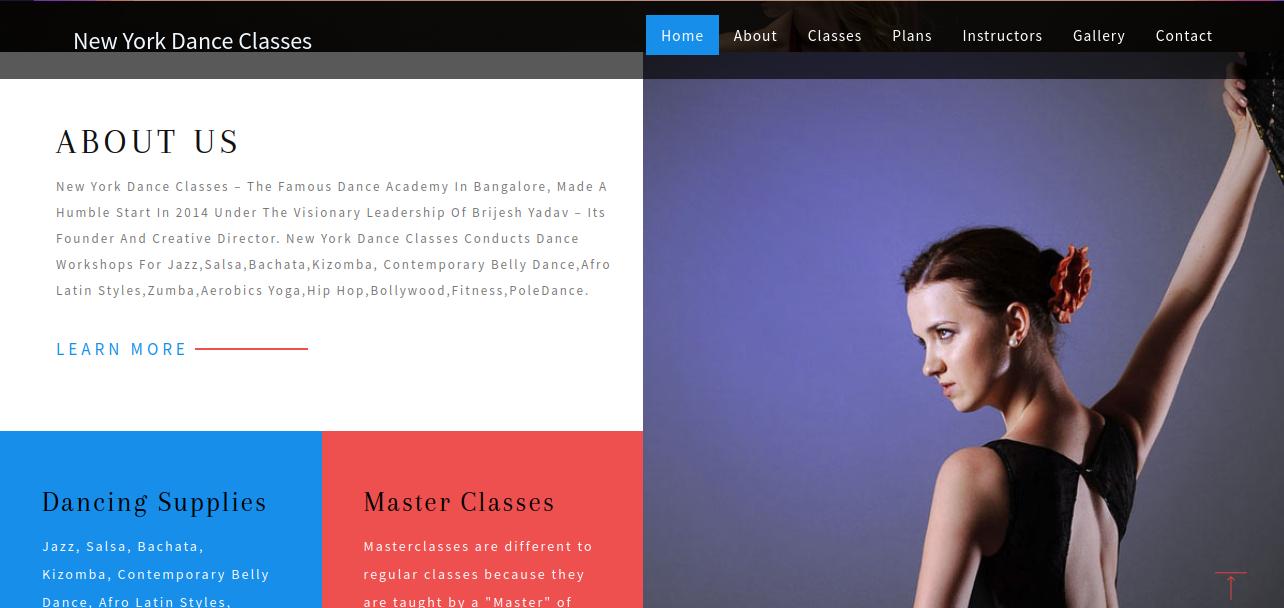 New York Dance Classes
Home About Classes Plans Instructors Gallery Contact
ABOUT US
New York Dance Classes – The Famous Dance Academy In Bangalore, Made A
Humble Start In 2014 Under The Visionary Leadership Of Brijesh Yadav – Its
Founder And Creative Director. New York Dance Classes Conducts Dance
Workshops For Jazz,Salsa,Bachata,Kizomba, Contemporary Belly Dance,Afro
Latin Styles,Zumba,Aerobics Yoga,Hip Hop,Bollywood,Fitness,PoleDance.
LEARN MORE
Dancing Supplies
Jazz, Salsa, Bachata,
Kizomba, Contemporary Belly
Dance, Afro Latin Styles,
Master Classes
Masterclasses are different to
regular classes because they
are taught by a "Master" of